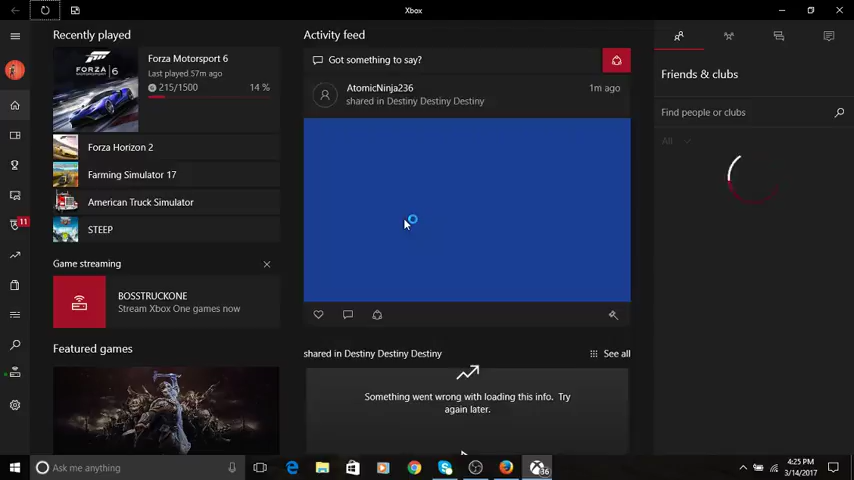 Xbox
Recently played
FORZA
MOTORSPORT 6
Forza Motorsport 6
Last played 57m ago
G 215/1500
14 %
Forza Horizon 2
Farming Simulator 17
American Truck Simulator
STEEP
11
Game streaming
BOSSTRUCKONE
Stream Xbox One games now
Featured games
Activity feed
Got something to say?
AtomicNinja236
1m ago
shared in Destiny Destiny Destiny
shared in Destiny Destiny Destiny
See all
Something went wrong with loading this info. Try
again later.
Friends & clubs
Find people or clubs
All
Ask me anything
36
4:25 PM
3/14/2017